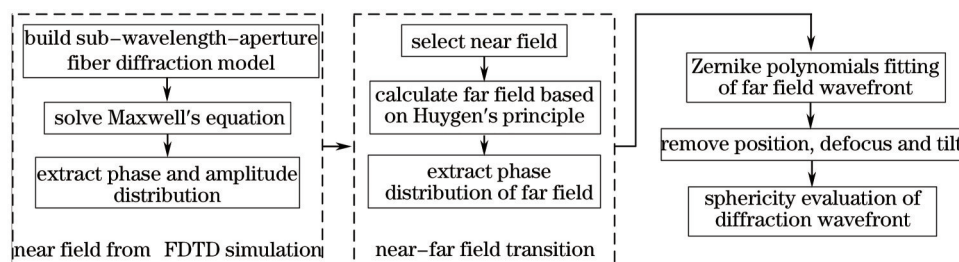 build sub−wavelength−aperture
fiber diffraction model
solve Maxwell's equation
extract phase and amplitude
distribution
near field from FDTD simulation
select near field
calculate far field based
on Huygen's principle
extract phase
distribution of far field
near−far field transition
Zernike polynomials fitting
of far field wavefront
remove position, defocus and tilt
sphericity evaluation of
diffraction wavefront